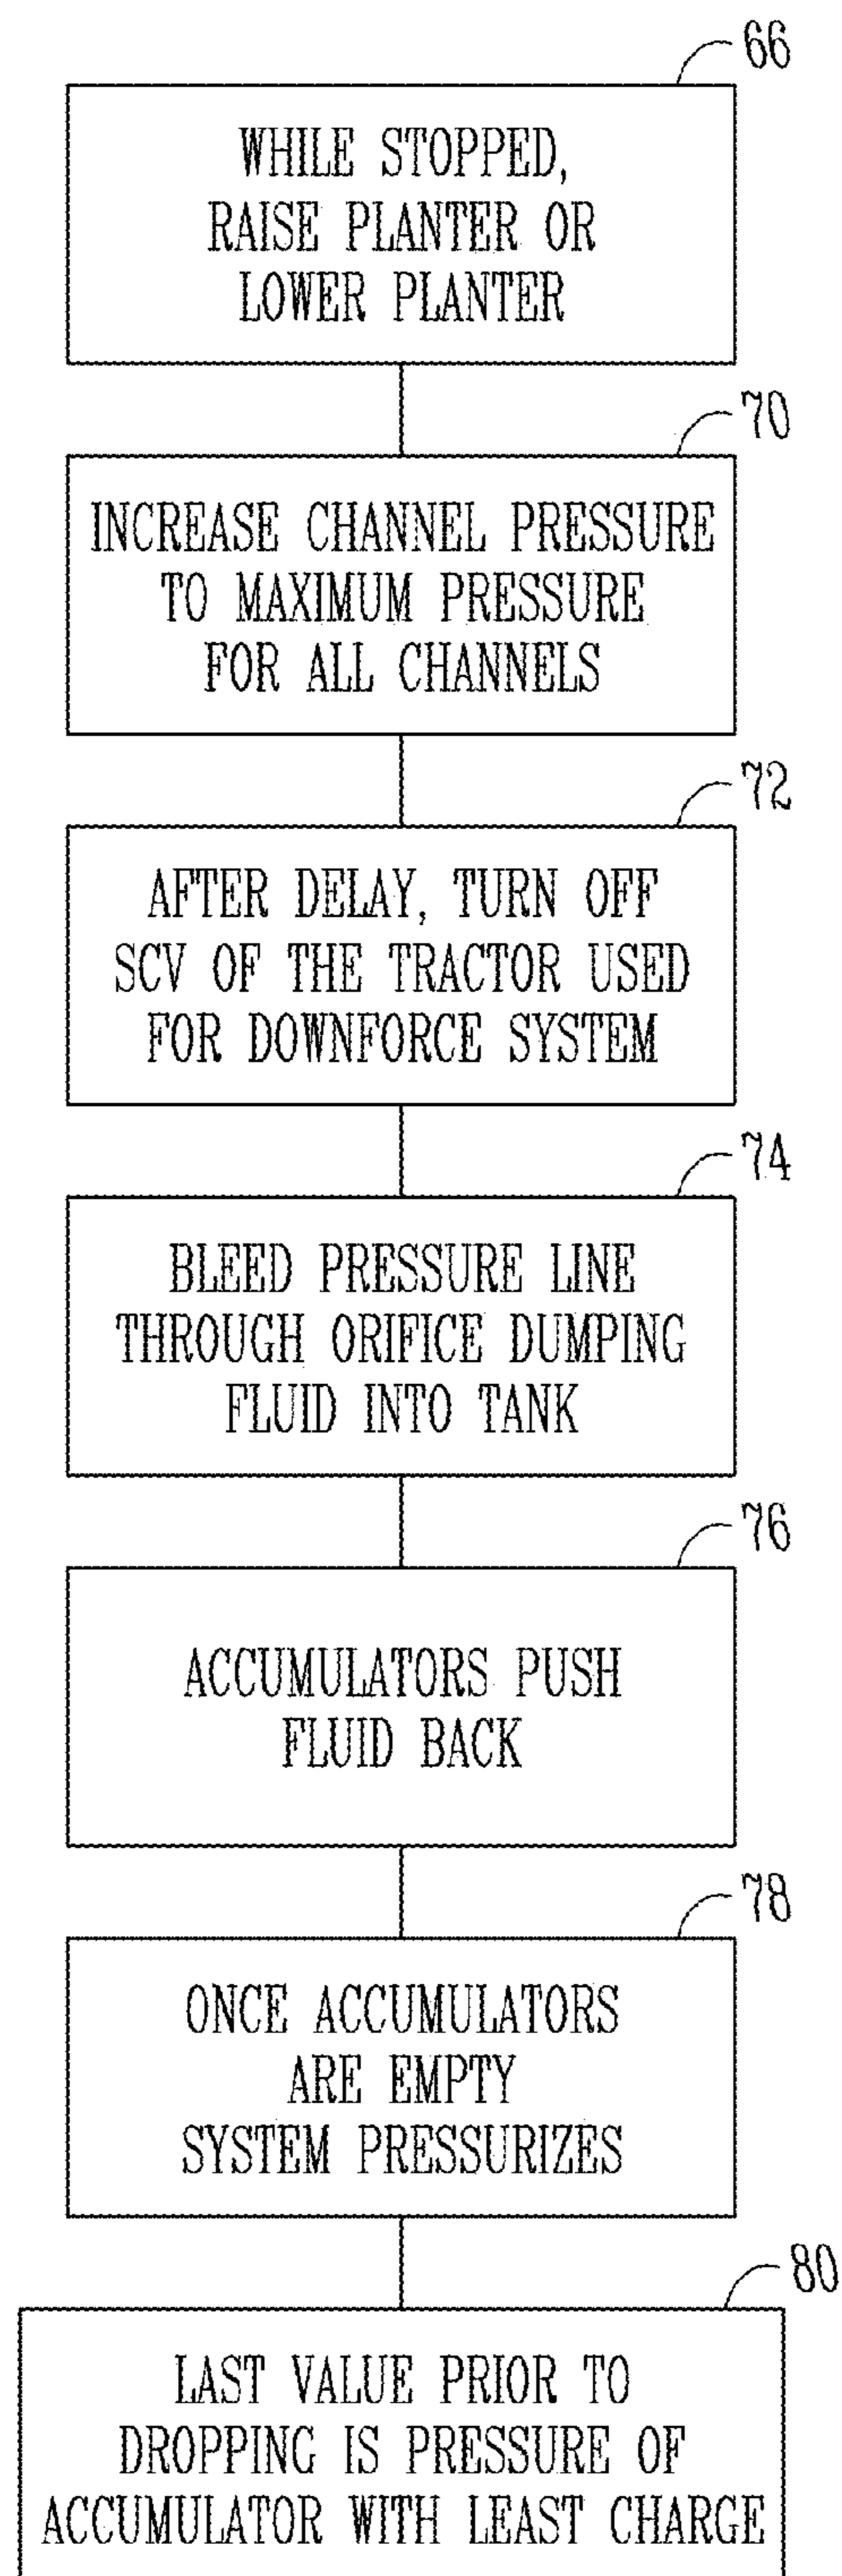 66
WHILE STOPPED,
RAISE PLANTER OR
LOWER PLANTER
70
INCREASE CHANNEL PRESSURE
TO MAXIMUM PRESSURE
FOR ALL CHANNELS
72
AFTER DELAY, TURN OFF
SCV OF THE TRACTOR USED
FOR DOWNFORCE SYSTEM
74
BLEED PRESSURE LINE
THROUGH ORIFICE DUMPING
FLUID INTO TANK
76
ACCUMULATORS PUSH
FLUID BACK
78
ONCE ACCUMULATORS
ARE EMPTY
SYSTEM PRESSURIZES
80
LAST VALUE PRIOR TO
DROPPING IS PRESSURE OF
ACCUMULATOR WITH LEAST CHARGE